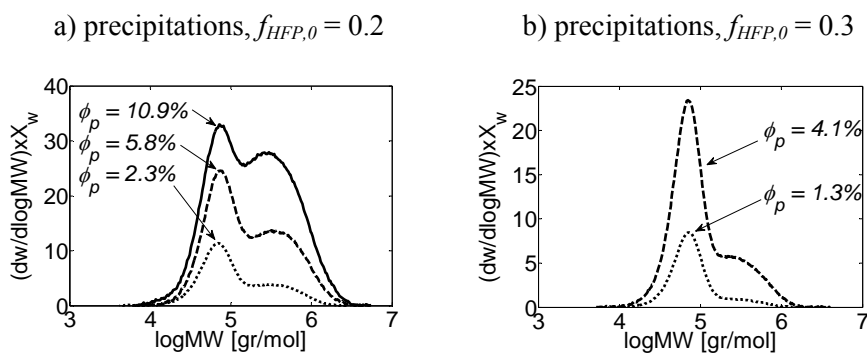 a) precipitations, f_HFP,0 = 0.2
b) precipitations, f_HFP,0 = 0.3
(dw/dlogMW)xX_w
40
30
20
10
0
ϕ_p = 10.9%
ϕ_p = 5.8%
ϕ_p = 2.3%
3 4 5 6 7
logMW [gr/mol]
(dw/dlogMW)xX_w
25
20
15
10
5
0
ϕ_p = 4.1%
ϕ_p = 1.3%
3 4 5 6 7
logMW [gr/mol]